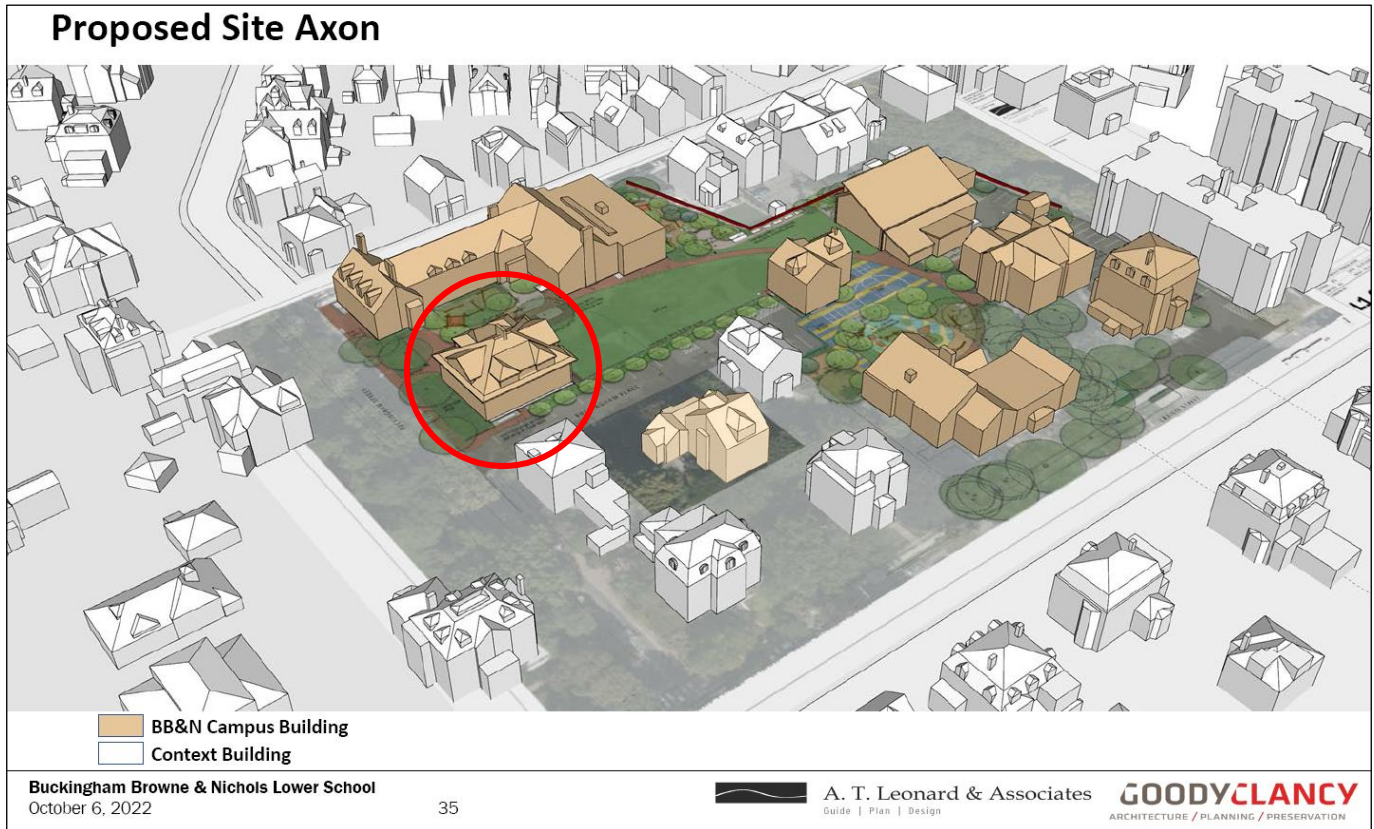 Proposed Site Axon
BB&N Campus Building
Context Building
Buckingham Browne & Nichols Lower School
October 6, 2022
35
A. T. Leonard & Associates
Guide | Plan | Design
GOODYCLANCY
ARCHITECTURE / PLANNING / PRESERVATION